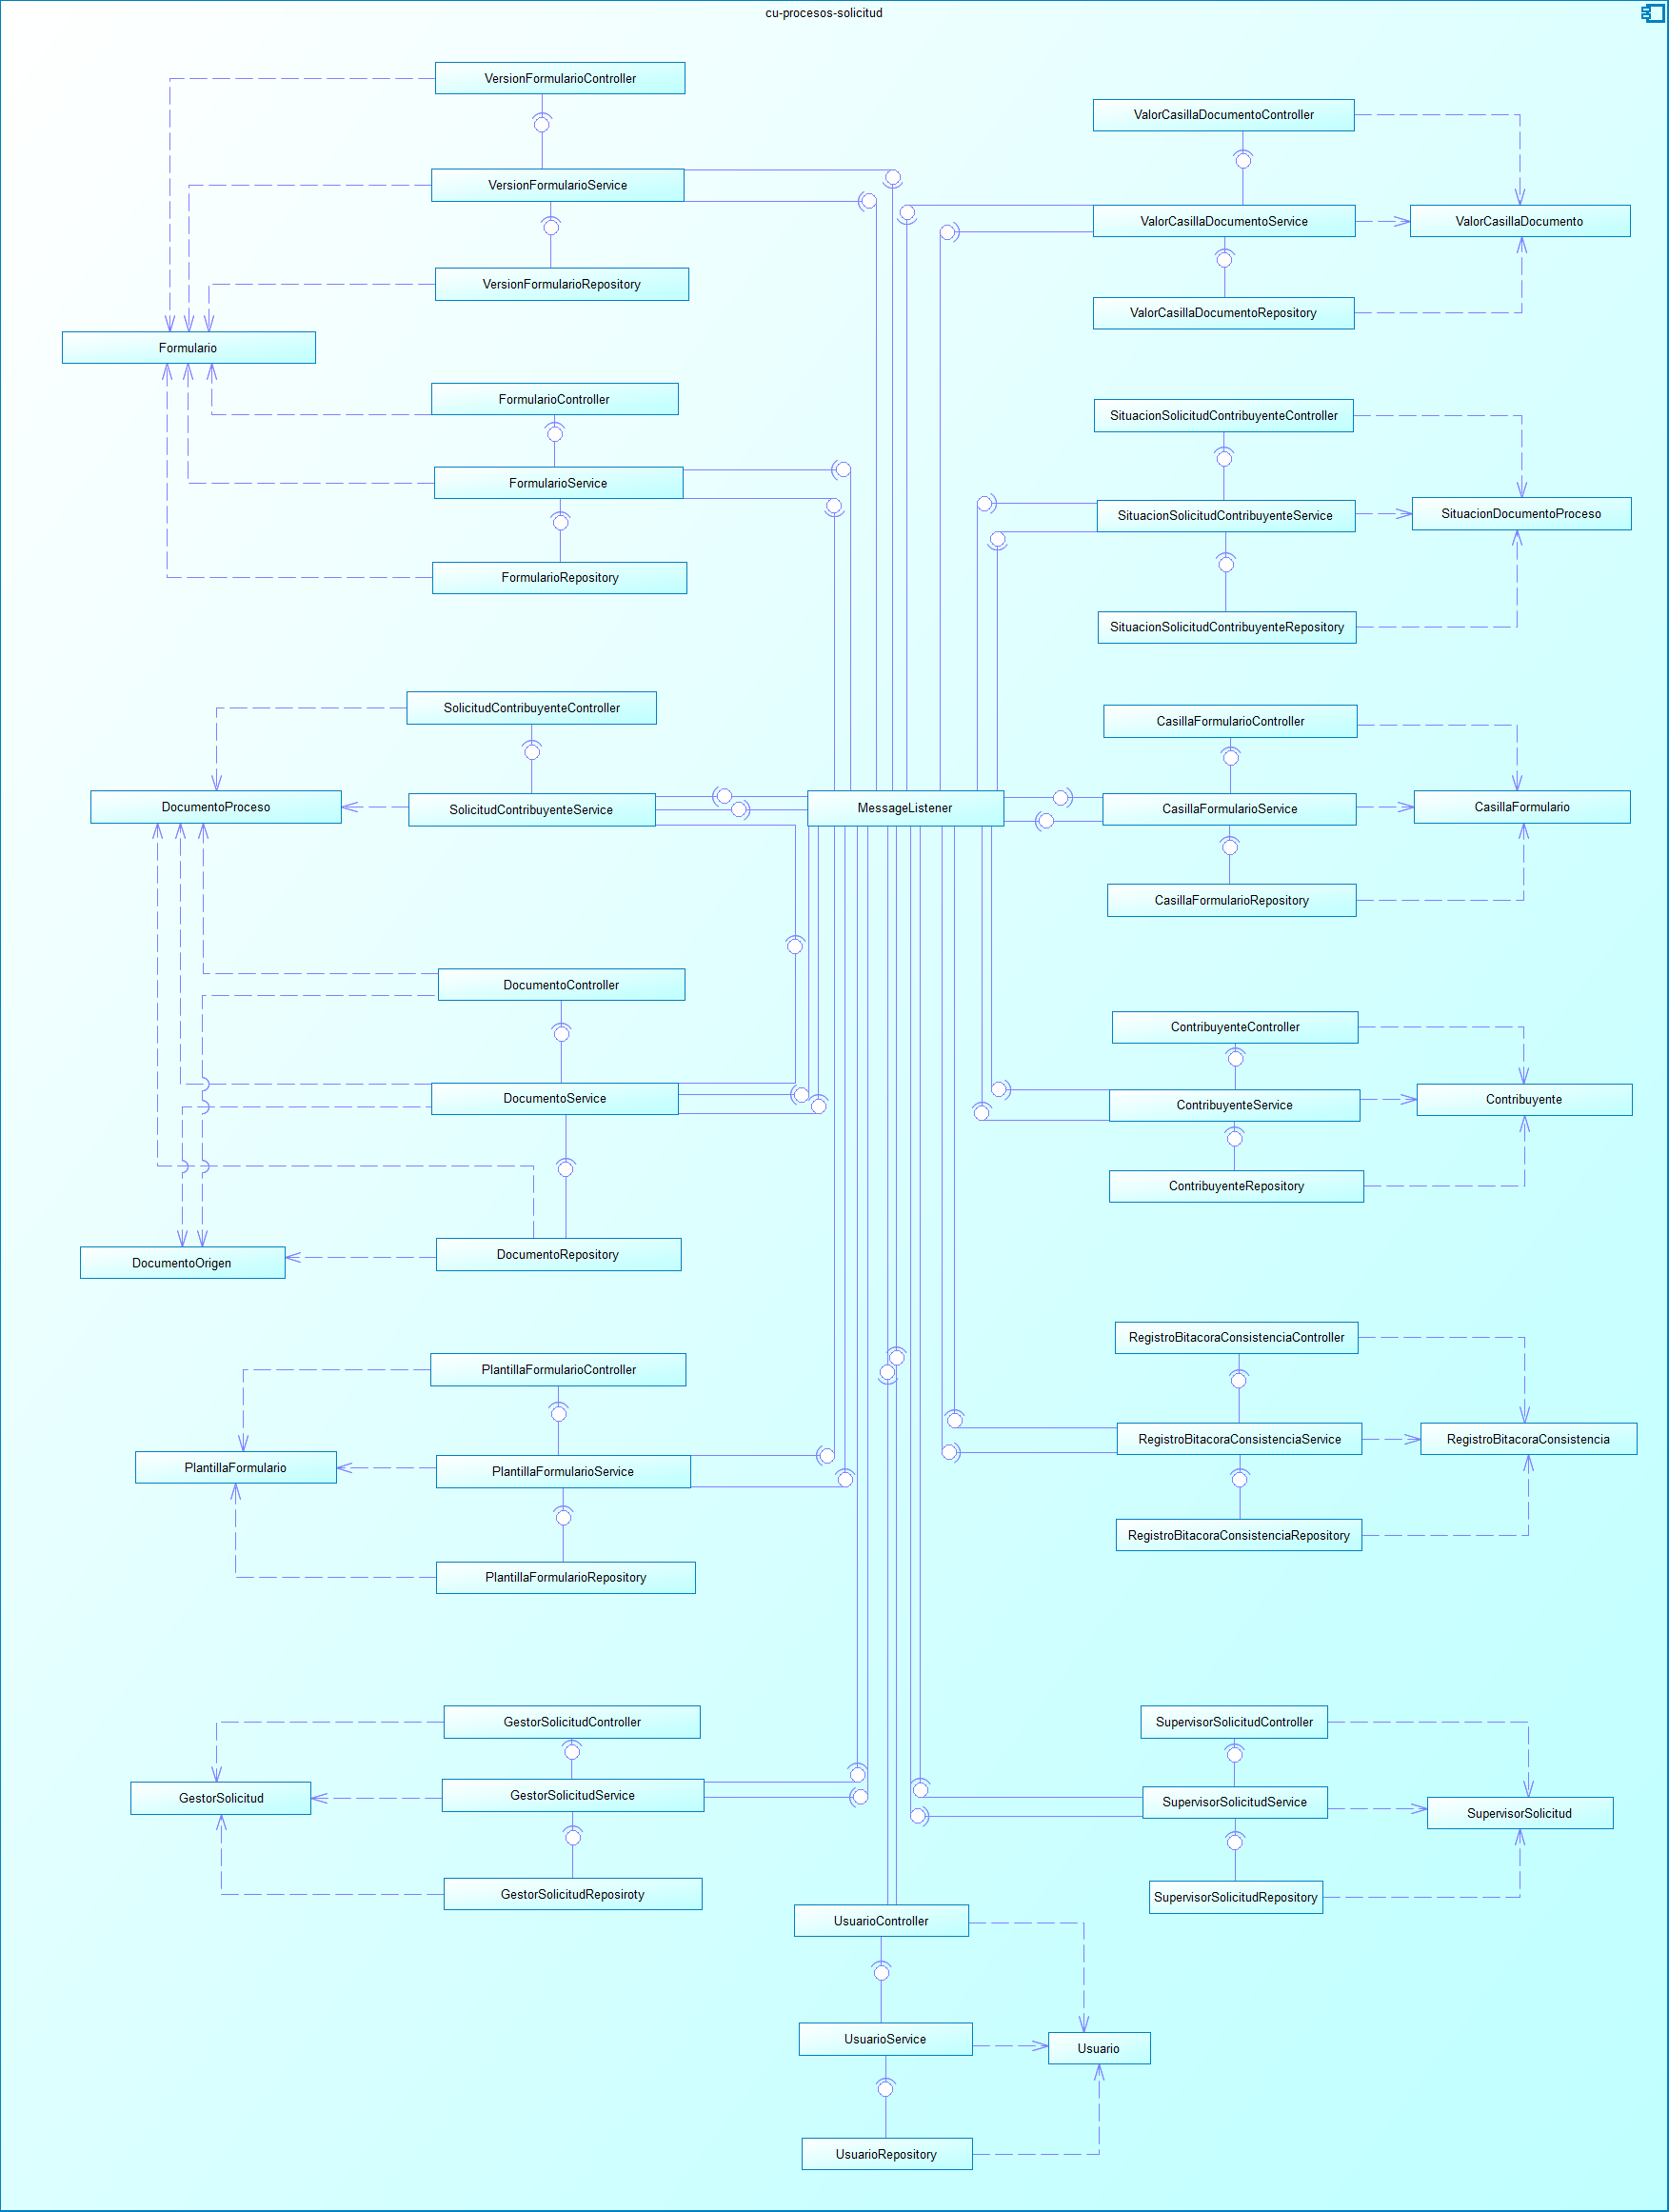 cu-procesos-solicitud
VersionFormularioController
VersionFormularioService
VersionFormularioRepository
Formulario
FormularioController
FormularioService
FormularioRepository
SolicitudContribuyenteController
DocumentoProceso
SolicitudContribuyenteService
DocumentoController
DocumentoService
DocumentoRepository
DocumentoOrigen
PlantillaFormularioController
PlantillaFormulario
PlantillaFormularioService
PlantillaFormularioRepository
GestorSolicitudController
GestorSolicitud
GestorSolicitudService
GestorSolicitudReposiroty
MessageListener
ValorCasillaDocumentoController
ValorCasillaDocumentoService
ValorCasillaDocumento
ValorCasillaDocumentoRepository
SituacionSolicitudContribuyenteController
SituacionSolicitudContribuyenteService
SituacionDocumentoProceso
SituacionSolicitudContribuyenteRepository
CasillaFormularioController
CasillaFormularioService
CasillaFormulario
CasillaFormularioRepository
ContribuyenteController
ContribuyenteService
Contribuyente
ContribuyenteRepository
RegistroBitacoraConsistenciaController
RegistroBitacoraConsistenciaService
RegistroBitacoraConsistencia
RegistroBitacoraConsistenciaRepository
SupervisorSolicitudController
SupervisorSolicitudService
SupervisorSolicitud
SupervisorSolicitudRepository
UsuarioController
UsuarioService
Usuario
UsuarioRepository